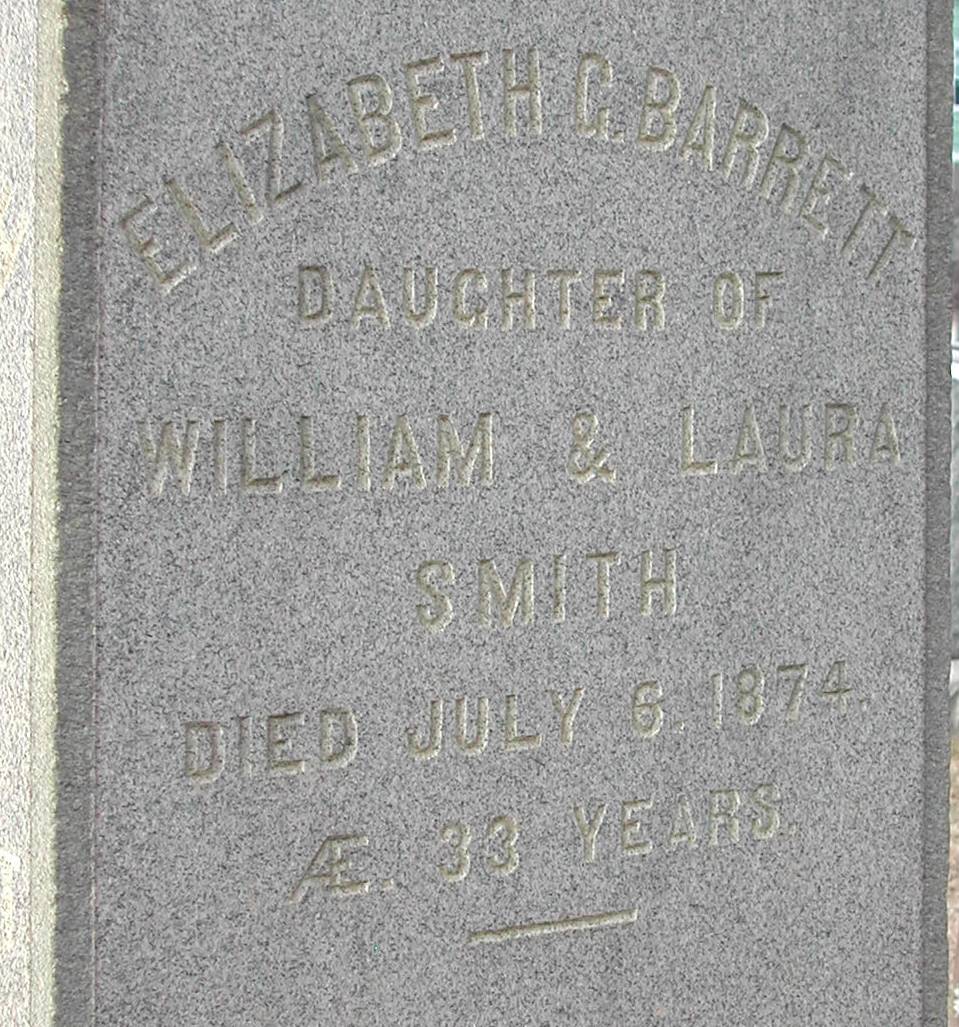 ELIZABETH G. BARRETT
DAUGHTER OF
WILLIAM & LAURA
SMITH
DIED JULY 6. 1874.
Æ. 33 YEARS.